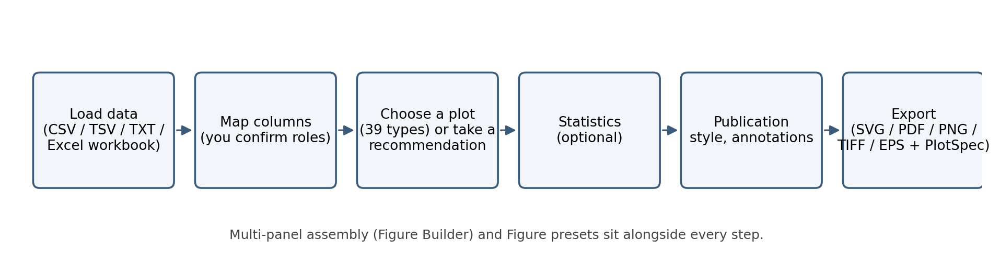 Load data
(CSV / TSV / TXT /
Excel workbook)
Map columns
(you confirm roles)
Choose a plot
(39 types) or take a
recommendation
Statistics
(optional)
Publication
style, annotations
Export
(SVG / PDF / PNG /
TIFF / EPS + PlotSpec)
Multi-panel assembly (Figure Builder) and Figure presets sit alongside every step.